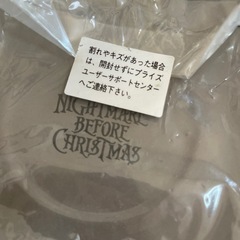 割れやキズがあった場合
は、開封せずにプライズ
ユーザーサポートセンター
へご連絡下さい。
NIGHTMARE
BEFORE
CHRISTMAS